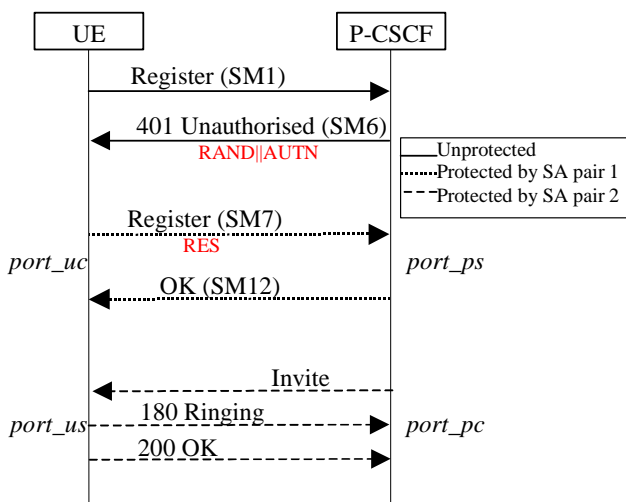 UE
P-CSCF
Register (SM1)
401 Unauthorised (SM6)
RAND||AUTN
Unprotected
Protected by SA pair 1
Protected by SA pair 2
Register (SM7)
RES
port_uc
port_ps
OK (SM12)
Invite
180 Ringing
port_us
port_pc
200 OK